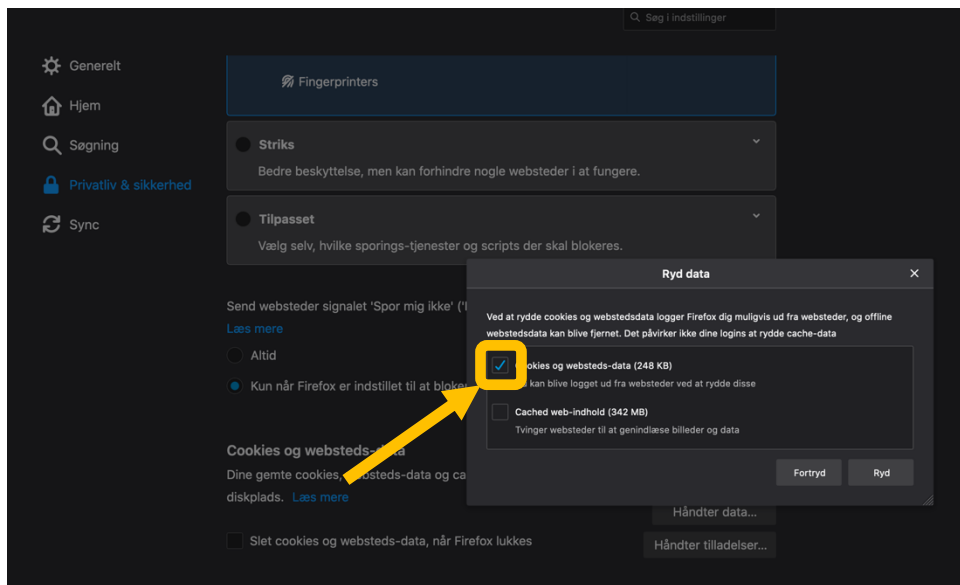 Søg i indstillinger
Generelt
Hjem
Søgning
Privatliv & sikkerhed
Sync
Fingerprinters
Striks
Bedre beskyttelse, men kan forhindre nogle websteder i at fungere.
Tilpasset
Vælg selv, hvilke sporings-tjenester og scripts der skal blokeres.
Send websteder signalet 'Spor mig ikke'
Læs mere
Altid
Kun når Firefox er indstillet til at
Cookies og websteds-data
Dine gemte cookies, og
diskplads. Læs mere
Slet cookies og websteds-data, når Firefox lukkes
Håndter data...
Håndter tilladelser...
Ryd data
Ved at rydde cookies og webstedsdata logger Firefox dig muligvis ud fra websteder, og offline
webstedsdata kan blive fjernet. Det påvirker ikke dine logins at rydde cache-data
og websteds-data (248 KB)
kan blive logget ud fra websteder ved at rydde disse
Cached web-indhold (342 MB)
Tvinger websteder til at genindlæse billeder og data
Fortryd
Ryd